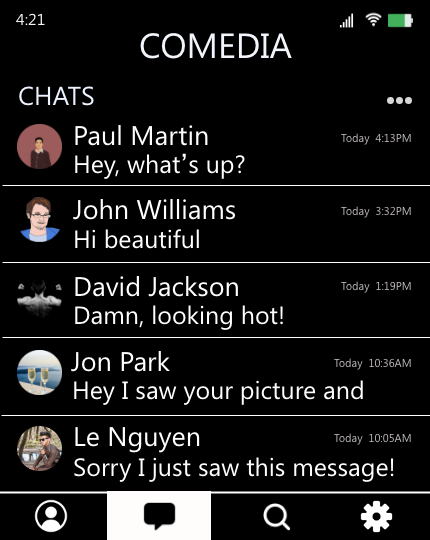 4:21
COMEDIA
CHATS
Paul Martin
Today 4:13PM
Hey, what's up?
John Williams
Today 3:32PM
Hi beautiful
David Jackson
Today 1:19PM
Damn, looking hot!
Jon Park
Today 10:36AM
Hey I saw your picture and
Le Nguyen
Today 10:05AM
Sorry I just saw this message!